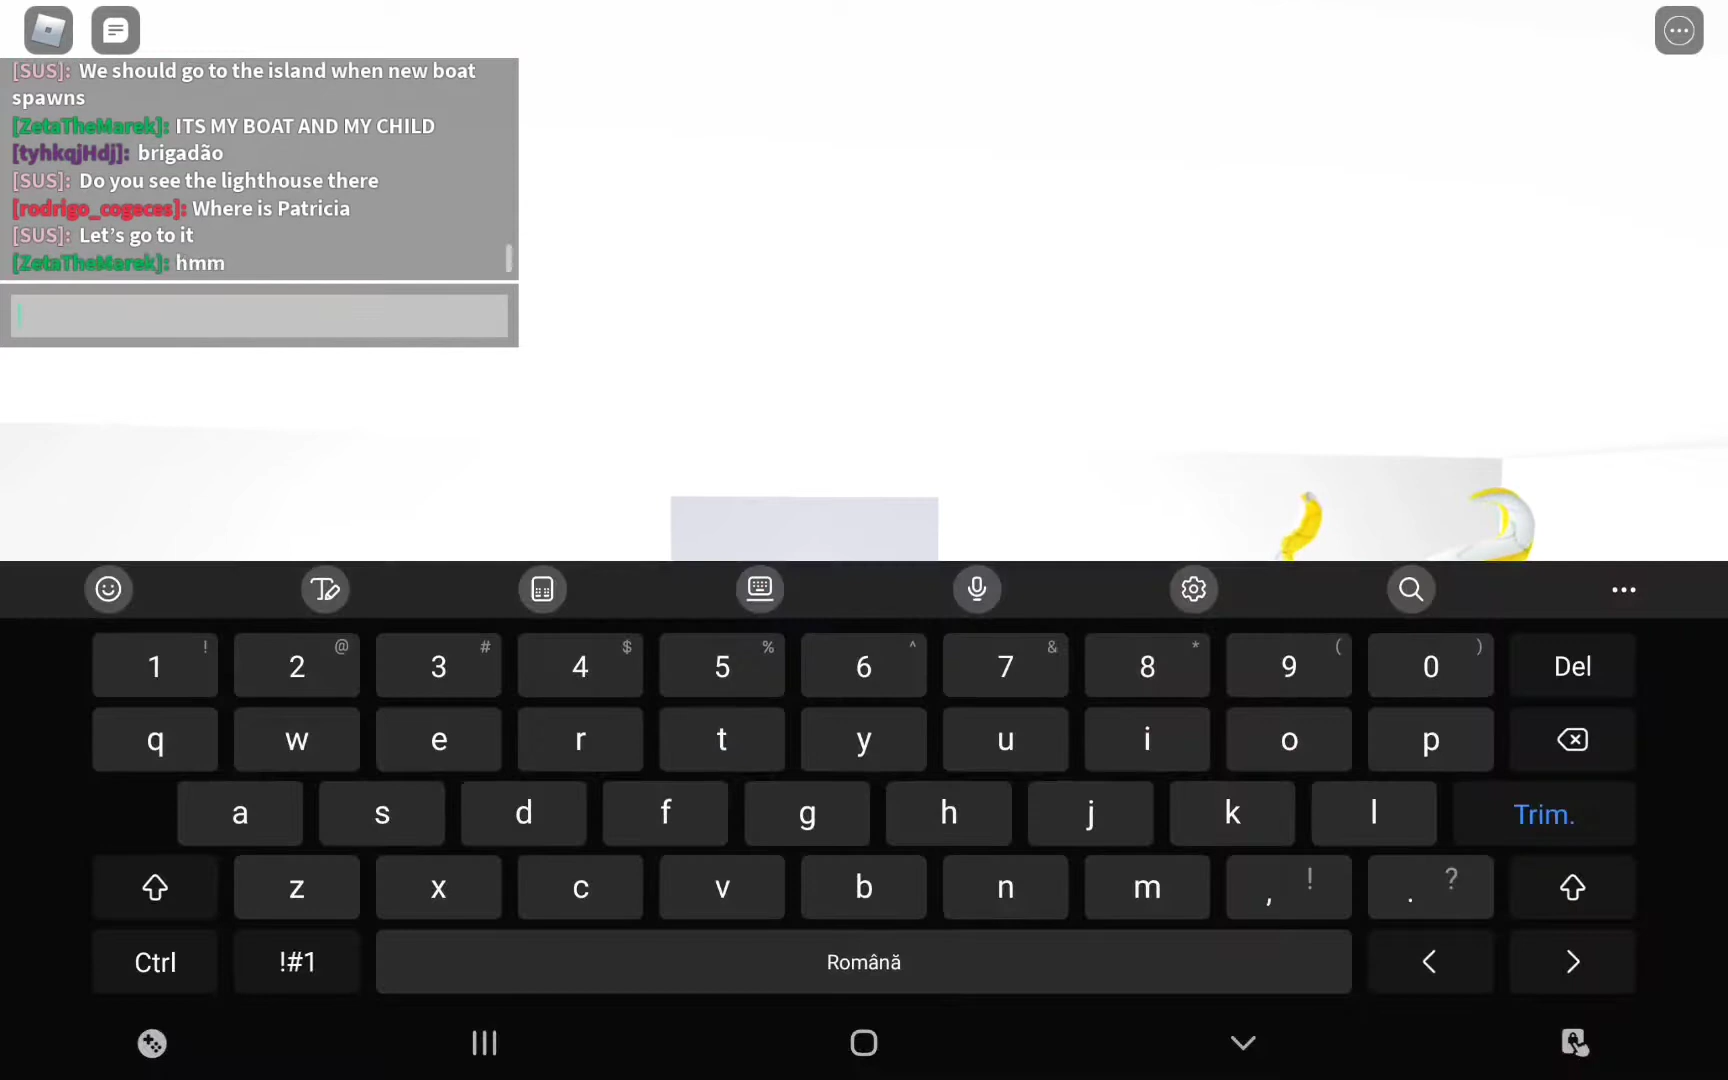 [SUS]: We should go to the island when new boat
spawns
[ZetaTheMarek]: ITS MY BOAT AND MY CHILD
[tyhkqjHdj]: brigadão
[SUS]: Do you see the lighthouse there
[rodrigo_cogeces]: Where is Patricia
[SUS]: Let’s go to it
[ZetaTheMarek]: hmm
1 ! 2 @ 3 # 4 $ 5 % 6 ^ 7 & 8 * 9 ( 0 ) Del
q w e r t y u i o p
a s d f g h j k l Trim.
z x c v b n m , ! . ?
Ctrl !#1 Română < >